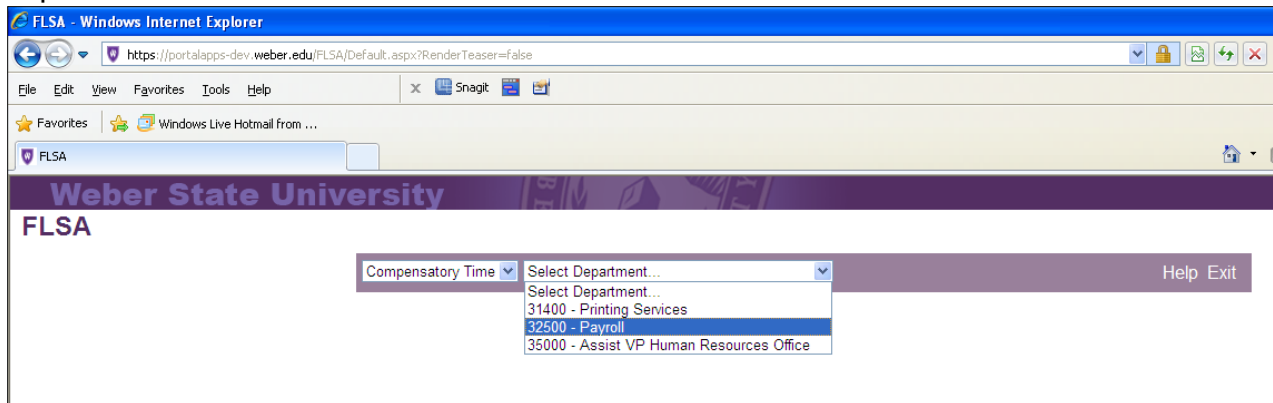 FLSA - Windows Internet Explorer
https://portalapps-dev.weber.edu/FLSA/Default.aspx?RenderTeaser=false
File Edit View Favorites Tools Help x Snagit
Favorites Windows Live Hotmail from ...
FLSA
Weber State University
FLSA
Compensatory Time Select Department... Help Exit
Select Department...
31400 - Printing Services
32500 - Payroll
35000 - Assist VP Human Resources Office